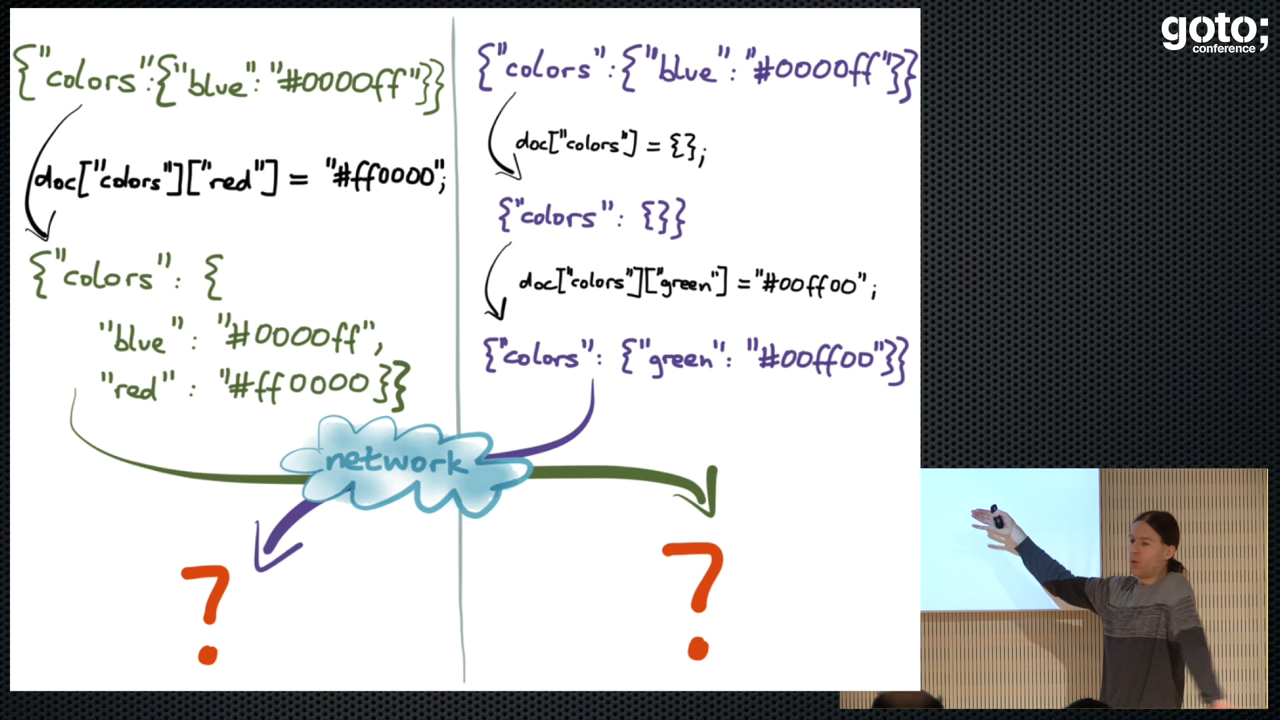 goto;
conference
{"colors":{"blue": "#0000ff"}}
doc["colors"]["red"] = "#ff0000";
{"colors": {
"blue": "#0000ff",
"red": "#ff0000}}
{"colors":{"blue":"#0000ff"}}
doc["colors"] = {};
{"colors": {}}
doc["colors"]["green"] = "#00ff00";
{"colors": {"green": "#00ff00"}}
network
?
?